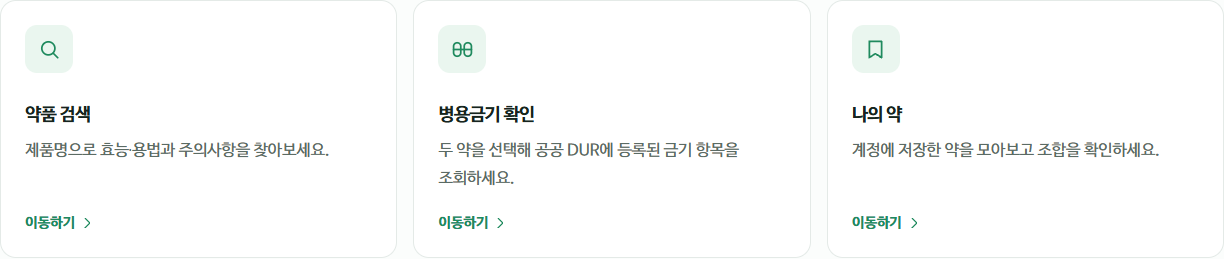 약품 검색
제품명으로 효능·용법과 주의사항을 찾아보세요.
이동하기
병용금기 확인
두 약을 선택해 공공 DUR에 등록된 금기 항목을
조회하세요.
이동하기
나의 약
계정에 저장한 약을 모아보고 조합을 확인하세요.
이동하기